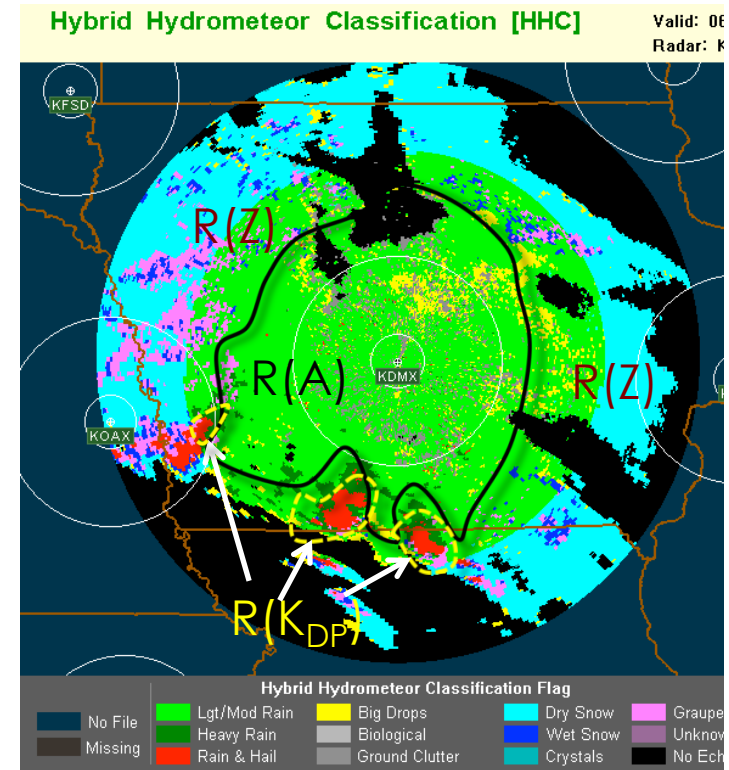 Hybrid Hydrometeor Classification [HHC]
Valid: 06
Radar: K
KFSD
R(Z)
R(A)
KDMX
R(Z)
KOAX
R(KDP)
Hybrid Hydrometeor Classification Flag
No File
Lgt/Mod Rain
Big Drops
Dry Snow
Graupe
Heavy Rain
Biological
Wet Snow
Unknow
Missing
Rain & Hail
Ground Clutter
Crystals
No Ech